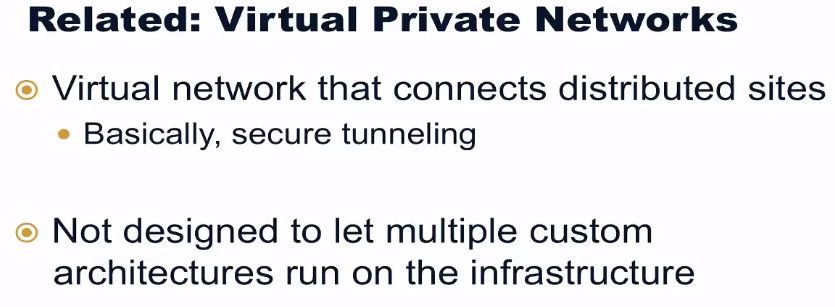 Related: Virtual Private Networks
Virtual network that connects distributed sites
Basically, secure tunneling
Not designed to let multiple custom
architectures run on the infrastructure